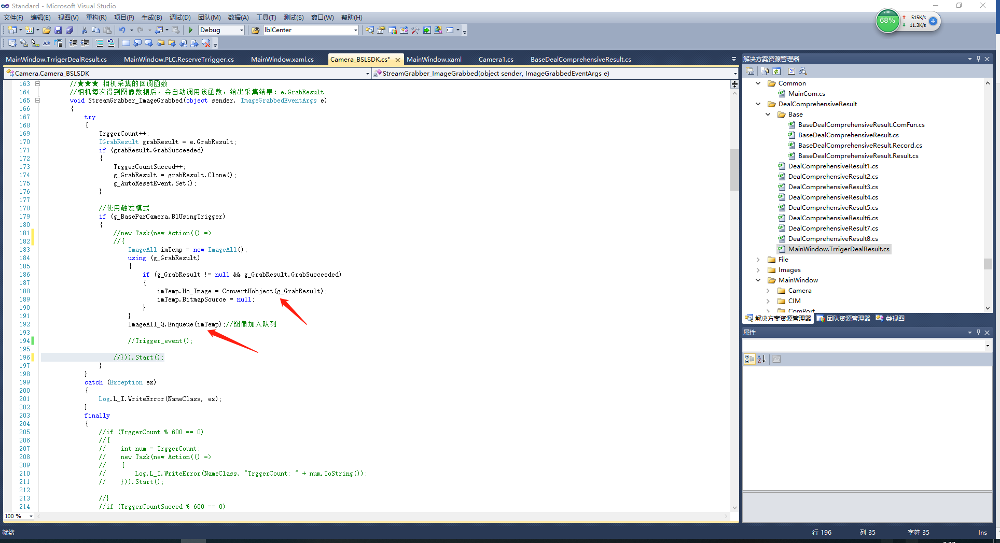 Standard - Microsoft Visual Studio
文件(F) 编辑(E) 视图(V) 重构(R) 项目(P) 生成(B) 调试(D) 团队(M) 数据(A) 工具(T) 测试(S) 窗口(W) 帮助(H)
68% 515K/s
11.3K/s
Debug lblCenter
MainWindow.TrrigerDealResult.cs MainWindow.PLC.ReserveTrrigger.cs MainWindow.xaml.cs Camera_BSLSDK.cs* MainWindow.xaml Camera1.cs BaseDealComprehensiveResult.cs
Camera.Camera_BSLSDK StreamGrabber_ImageGrabbed(object sender, ImageGrabbedEventArgs e)
163 //★★★ 相机采集的回调函数
164 //相机每次得到图像数据后，会自动调用该函数，给出采集结果：e.GrabResult
165 void StreamGrabber_ImageGrabbed(object sender, ImageGrabbedEventArgs e)
166 {
167 try
168 {
169 TrggerCount++;
170 IGrabResult grabResult = e.GrabResult;
171 if (grabResult.GrabSucceeded)
172 {
173 TrggerCountSucced++;
174 g_GrabResult = grabResult.Clone();
175 g_AutoResetEvent.Set();
176 }
177
178 //使用触发模式
179 if (g_BaseParCamera.BlUsingTrigger)
180 {
181 //new Task(new Action(() =>
182 //{
183 ImageAll imTemp = new ImageAll();
184 using (g_GrabResult)
185 {
186 if (g_GrabResult != null && g_GrabResult.GrabSucceeded)
187 {
188 imTemp.Ho_Image = ConvertHobject(g_GrabResult);
189 imTemp.BitmapSource = null;
190 }
191 }
192 ImageAll_Q.Enqueue(imTemp);//图像加入队列
193
194 //Trigger_event();
195
196 //})).Start();
197 }
198 }
199 catch (Exception ex)
200 {
201 Log.L_I.WriteError(NameClass, ex);
202 }
203 finally
204 {
205 //if (TrggerCount % 600 == 0)
206 //{
207 // int num = TrggerCount;
208 // new Task(new Action(() =>
209 // {
210 // Log.L_I.WriteError(NameClass, "TrggerCount: " + num.ToString());
211 // })).Start();
212
213 //}
214 //if (TrggerCountSucced % 600 == 0)
100 %
解决方案资源管理器
Common
MainCom.cs
DealComprehensiveResult
Base
BaseDealComprehensiveResult.ComFun.cs
BaseDealComprehensiveResult.cs
BaseDealComprehensiveResult.Record.cs
BaseDealComprehensiveResult.Result.cs
DealComprehensiveResult1.cs
DealComprehensiveResult2.cs
DealComprehensiveResult3.cs
DealComprehensiveResult4.cs
DealComprehensiveResult5.cs
DealComprehensiveResult6.cs
DealComprehensiveResult7.cs
DealComprehensiveResult8.cs
MainWindow.TrrigerDealResult.cs
File
Images
MainWindow
Camera
CIM
ComPort
解决方案资源管理器 团队资源管理器 类视图
属性
就绪 行 196 列 35 字符 35 Ins